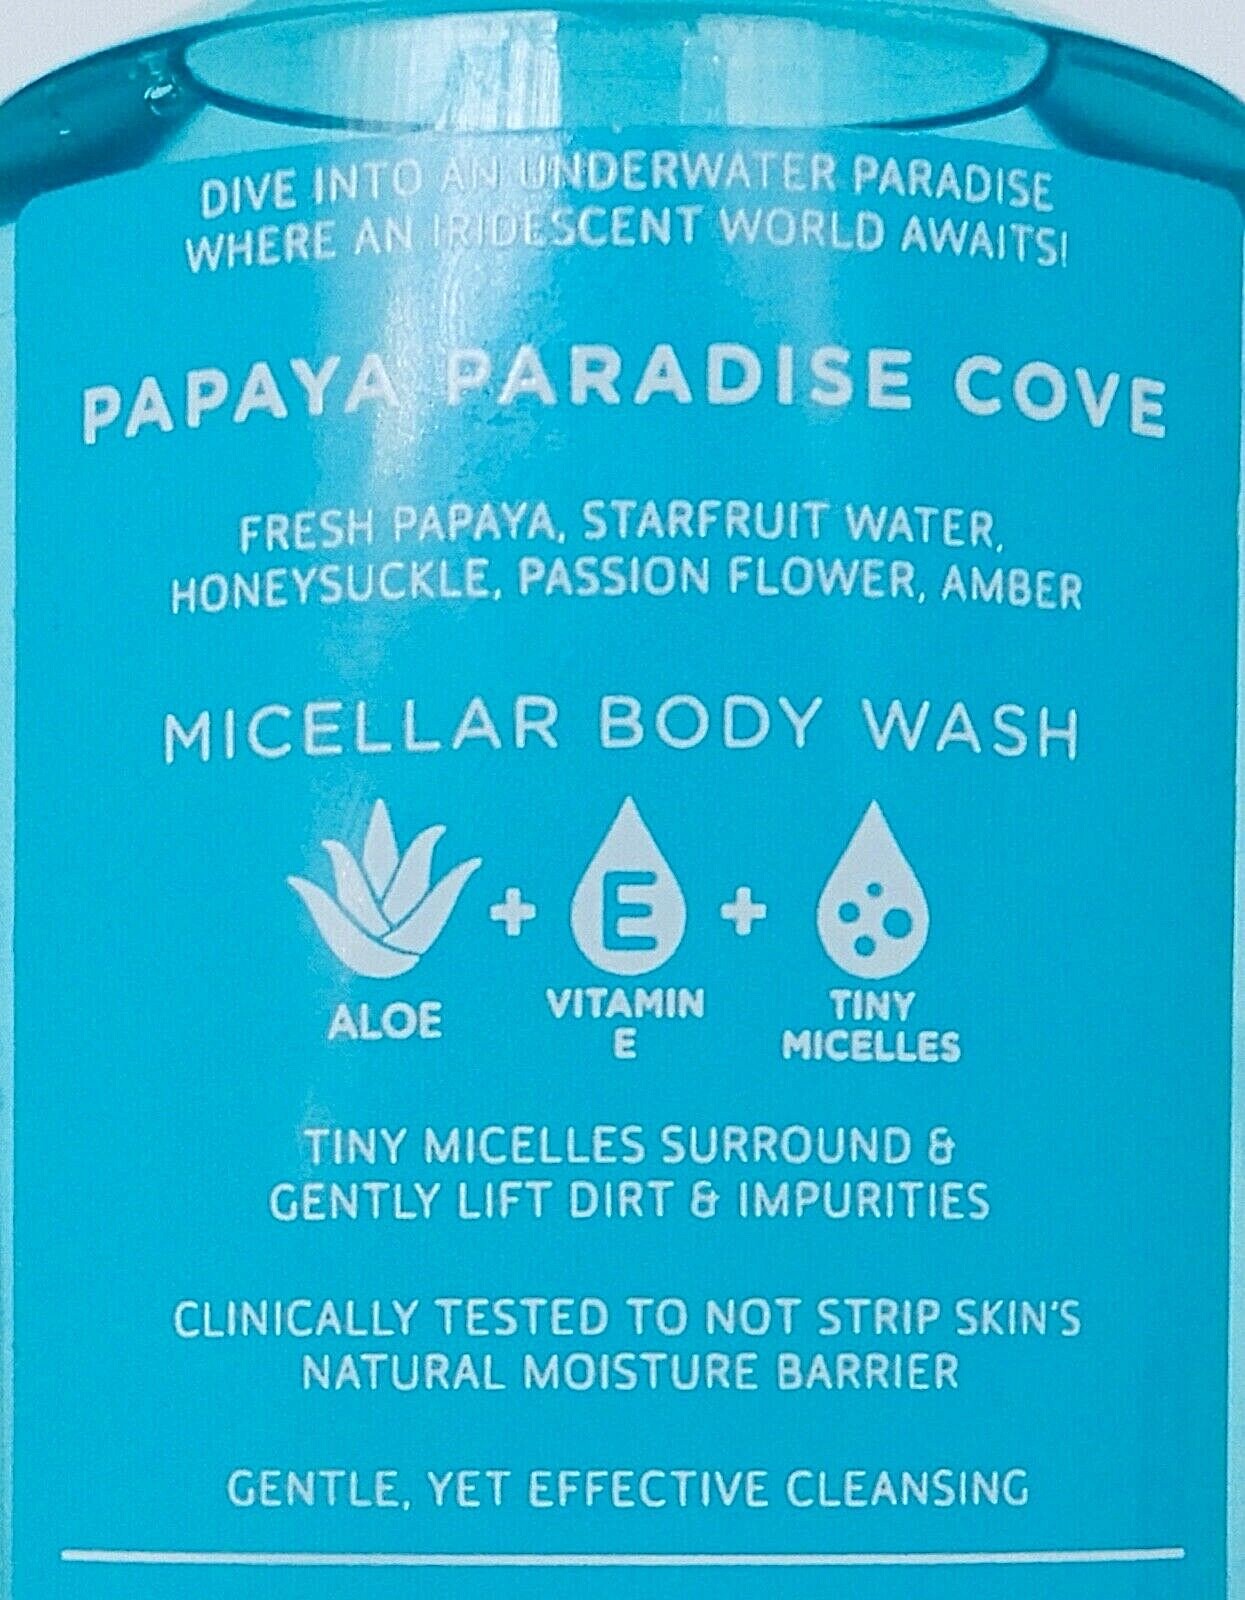 DIVE INTO AN UNDERWATER PARADISE
WHERE AN IRIDESCENT WORLD AWAITS!
PAPAYA PARADISE COVE
FRESH PAPAYA, STARFRUIT WATER,
HONEYSUCKLE, PASSION FLOWER, AMBER
MICELLAR BODY WASH
+ E +
ALOE
VITAMIN
E
TINY
MICELLES
TINY MICELLES SURROUND &
GENTLY LIFT DIRT & IMPURITIES
CLINICALLY TESTED TO NOT STRIP SKIN'S
NATURAL MOISTURE BARRIER
GENTLE, YET EFFECTIVE CLEANSING